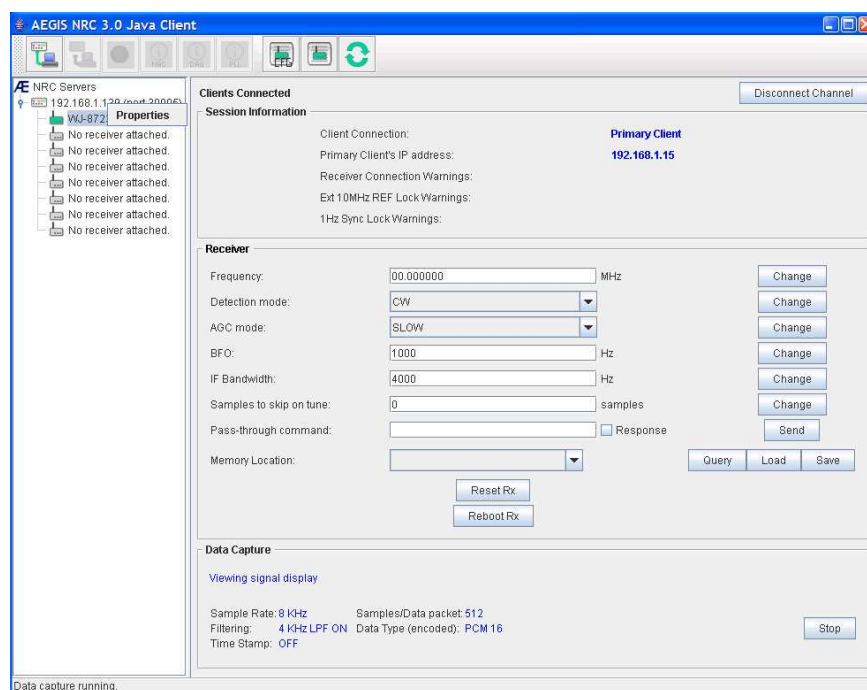 AEGIS NRC 3.0 Java Client
CFG
NRC Servers
192.168.1.139 (port 30005)
WJ-872
Properties
No receiver attached.
No receiver attached.
No receiver attached.
No receiver attached.
No receiver attached.
No receiver attached.
No receiver attached.
Clients Connected
Disconnect Channel
Session Information
Client Connection: Primary Client
Primary Client's IP address: 192.168.1.15
Receiver Connection Warnings:
Ext 10MHz REF Lock Warnings:
1Hz Sync Lock Warnings:
Receiver
Frequency: 00.000000 MHz Change
Detection mode: CW Change
AGC mode: SLOW Change
BFO: 1000 Hz Change
IF Bandwidth: 4000 Hz Change
Samples to skip on tune: 0 samples Change
Pass-through command: Response Send
Memory Location: Query Load Save
Reset Rx
Reboot Rx
Data Capture
Viewing signal display
Sample Rate: 8 KHz Samples/Data packet: 512
Filtering: 4 KHz LPF ON Data Type (encoded): PCM 16
Time Stamp: OFF
Stop
Data capture running.